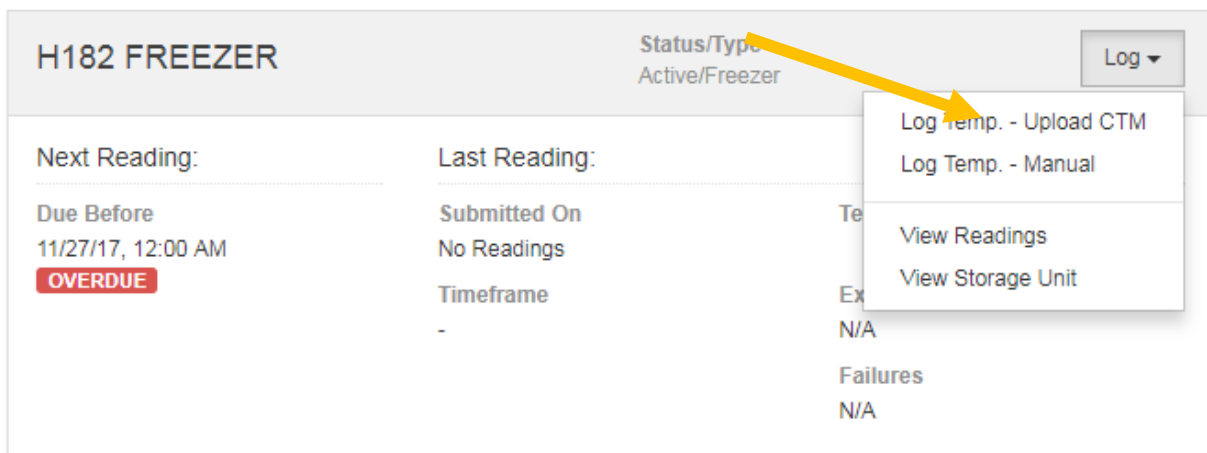 H182 FREEZER
Status/Type
Active/Freezer
Log
Log Temp. - Upload CTM
Log Temp. - Manual
View Readings
View Storage Unit
Next Reading:
Due Before
11/27/17, 12:00 AM
OVERDUE
Last Reading:
Submitted On
No Readings
Timeframe
-
Te
Ex
N/A
Failures
N/A